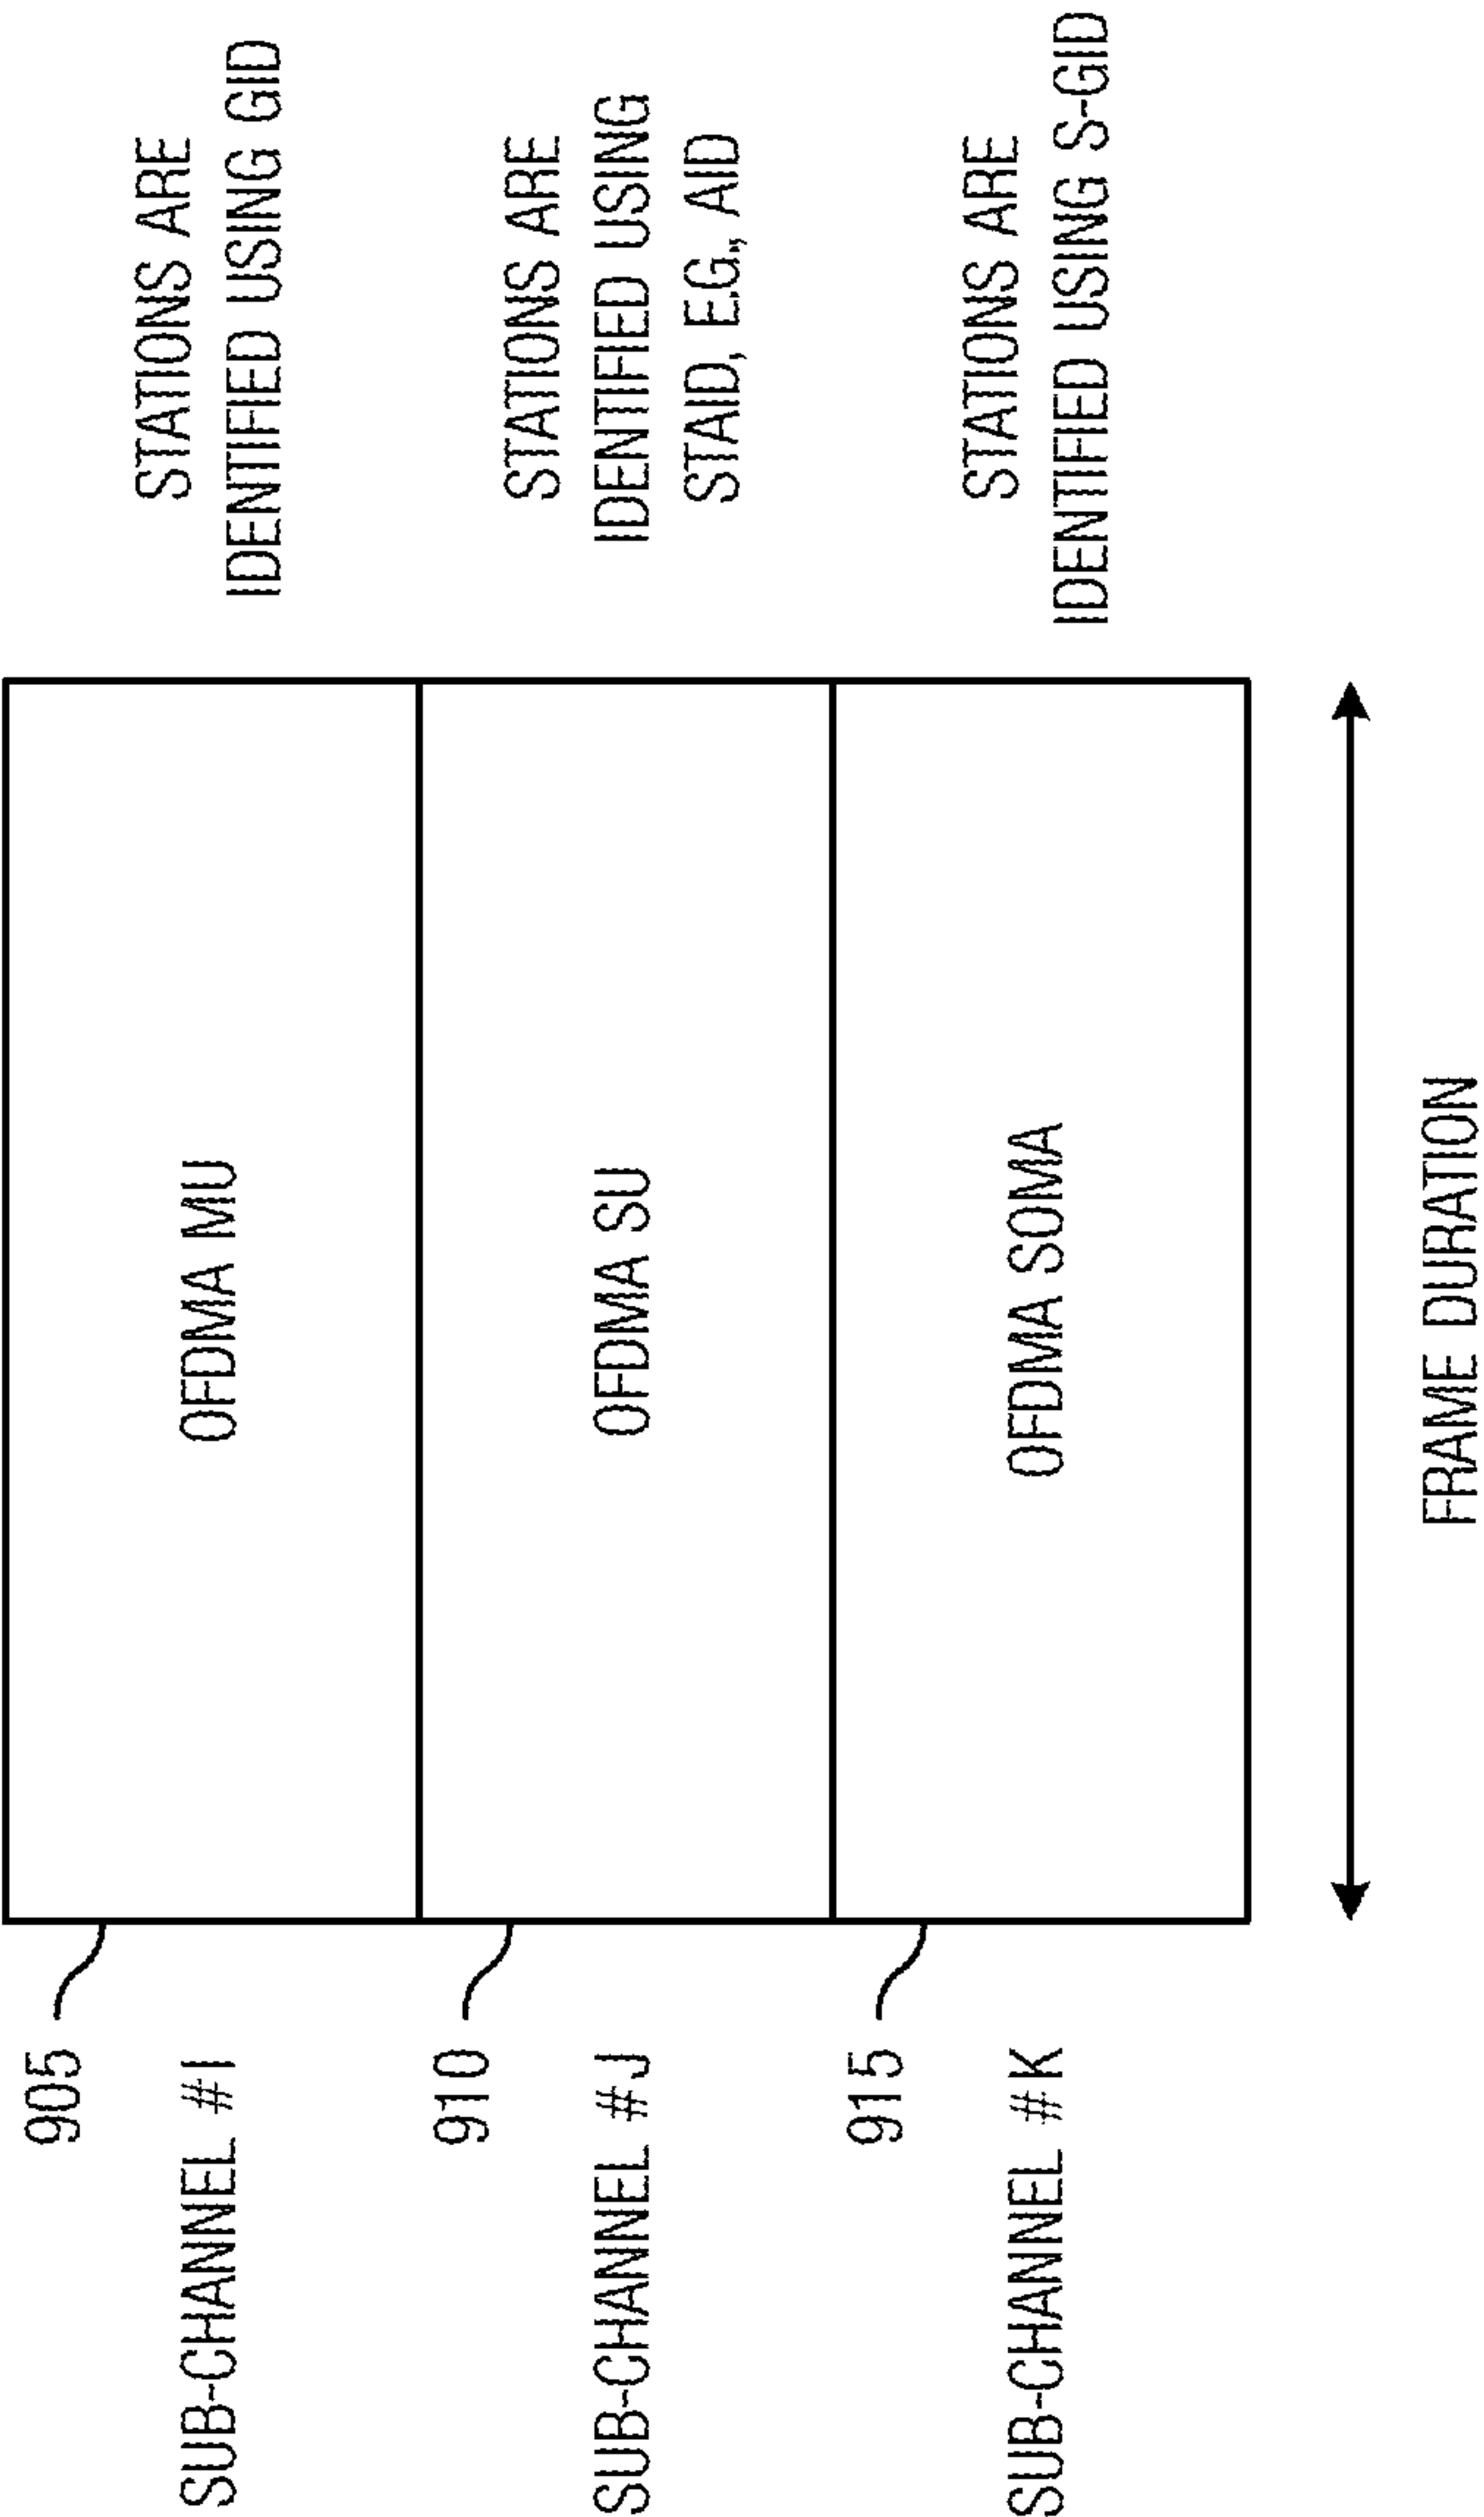 905
SUB-CHANNEL #I
OFDMA MU
STATIONS ARE
IDENTIFIED USING GID
910
SUB-CHANNEL #J
OFDMA SU
STATIONS ARE
IDENTIFIED USING
STAID, E.G,, AID
915
SUB-CHANNEL #K
OFDMA SOMA
STATIONS ARE
IDENTIFIED USING S-GID
FRAME DURATION